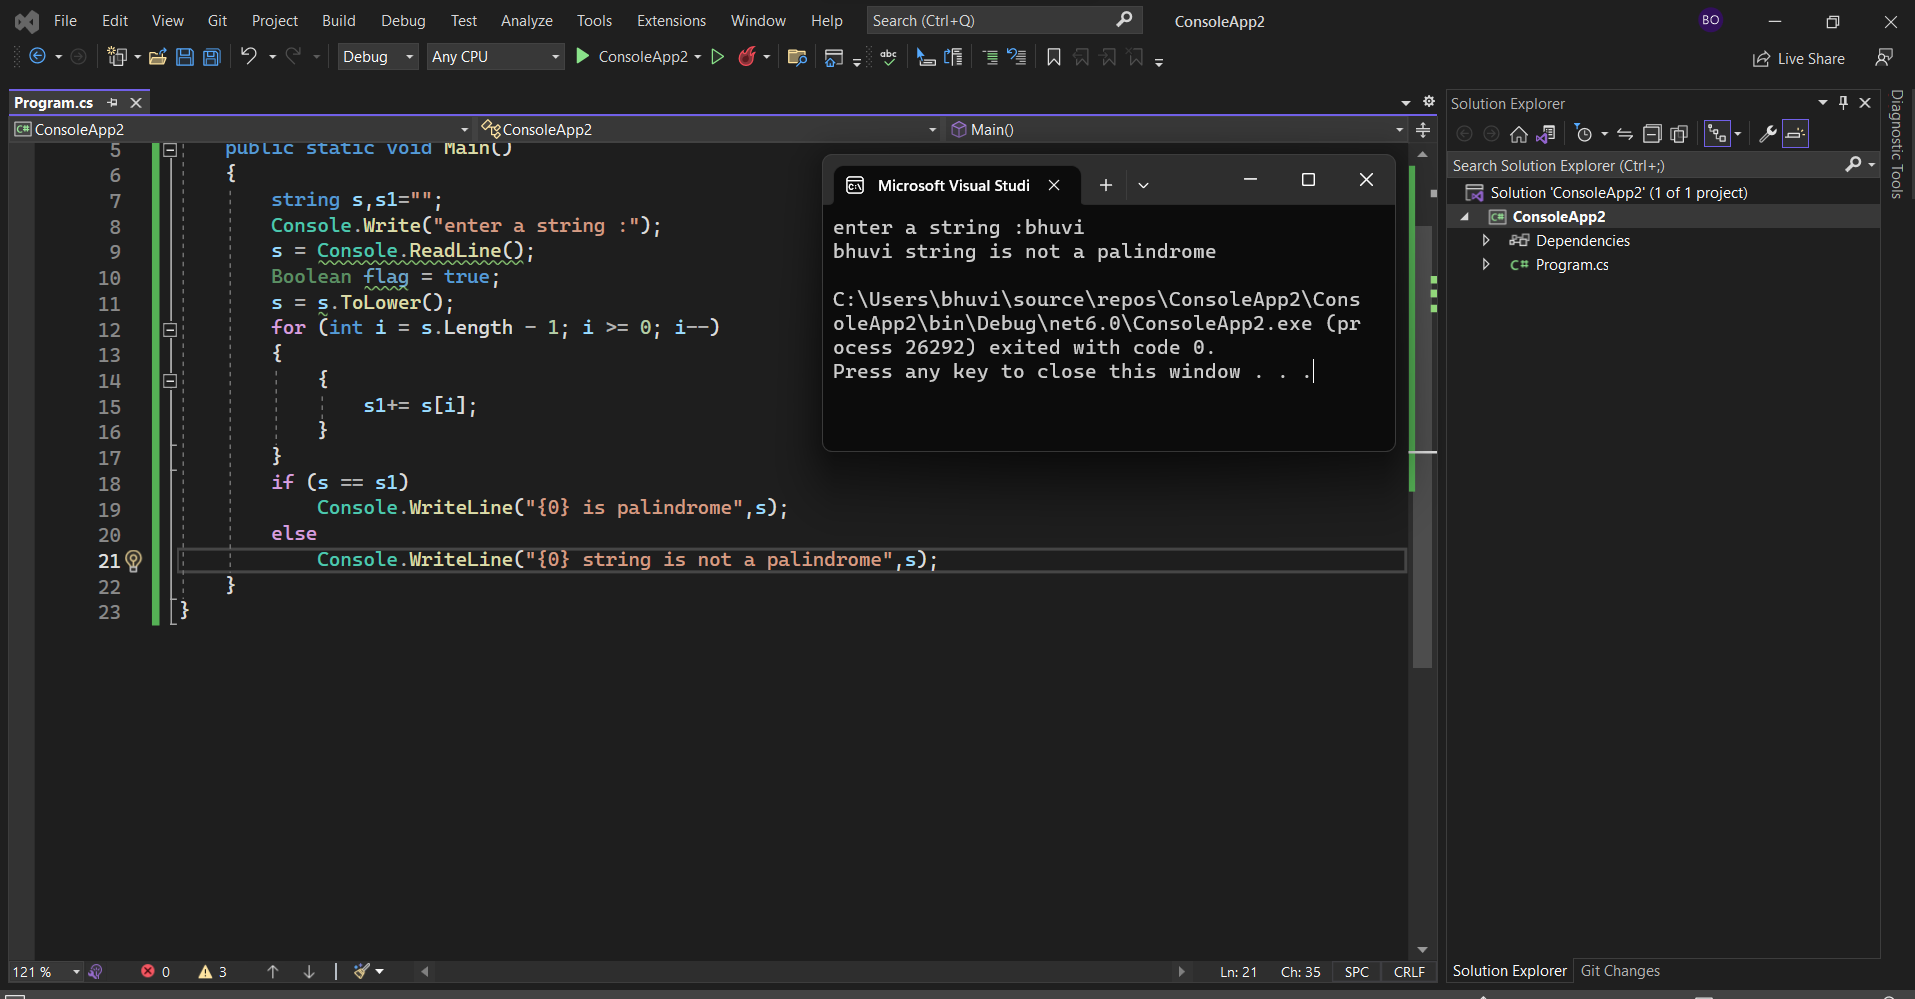 File Edit View Git Project Build Debug Test Analyze Tools Extensions Window Help Search (Ctrl+Q) ConsoleApp2 BO
Debug Any CPU ConsoleApp2 abc Live Share
Program.cs
ConsoleApp2 ConsoleApp2 Main()
5 public static void Main()
6 {
7 string s,s1="";
8 Console.Write("enter a string :");
9 s = Console.ReadLine();
10 Boolean flag = true;
11 s = s.ToLower();
12 for (int i = s.Length - 1; i >= 0; i--)
13 {
14 {
15 s1+= s[i];
16 }
17 }
18 if (s == s1)
19 Console.WriteLine("{0} is palindrome",s);
20 else
21 Console.WriteLine("{0} string is not a palindrome",s);
22 }
23 }
Microsoft Visual Studi
enter a string :bhuvi
bhuvi string is not a palindrome
C:\Users\bhuvi\source\repos\ConsoleApp2\Cons
oleApp2\bin\Debug\net6.0\ConsoleApp2.exe (pr
ocess 26292) exited with code 0.
Press any key to close this window . . .
Solution Explorer
Search Solution Explorer (Ctrl+;)
Solution 'ConsoleApp2' (1 of 1 project)
C# ConsoleApp2
Dependencies
C# Program.cs
Diagnostic Tools
121 % 0 3 Ln: 21 Ch: 35 SPC CRLF
Solution Explorer Git Changes